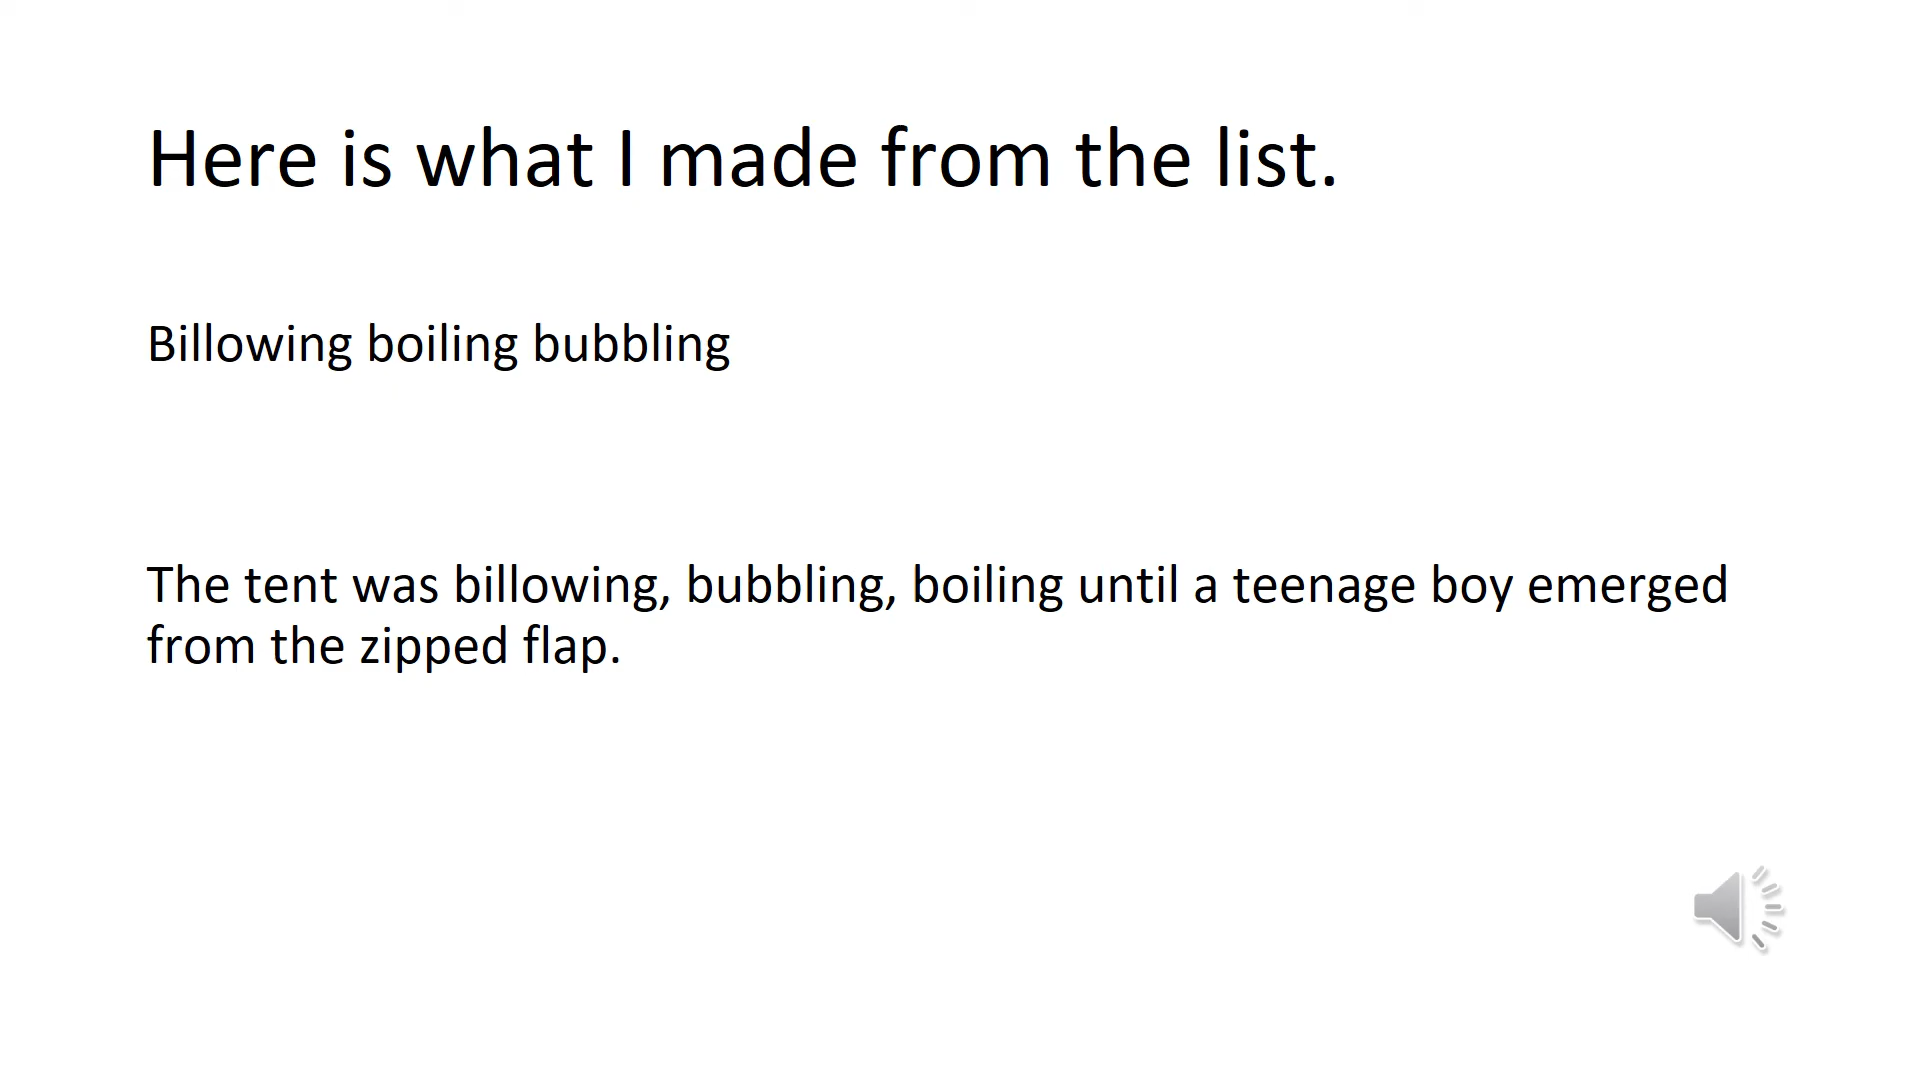 Here is what I made from the list.
Billowing boiling bubbling
The tent was billowing, bubbling, boiling until a teenage boy emerged
from the zipped flap.